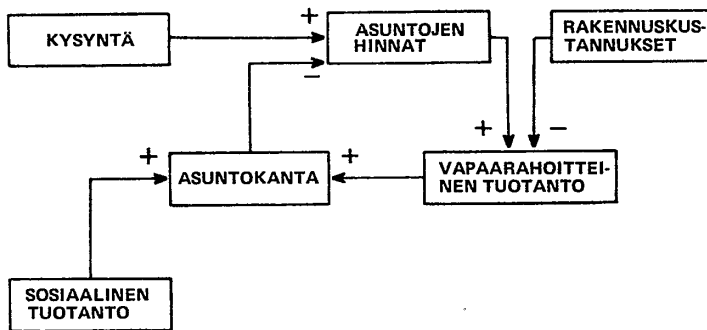 KYSYNTÄ
+
ASUNTOJEN
HINNAT
−
RAKENNUSKUS-
TANNUKSET
+
−
+
ASUNTOKANTA
+
VAPAARAHOITTEI-
NEN TUOTANTO
SOSIAALINEN
TUOTANTO